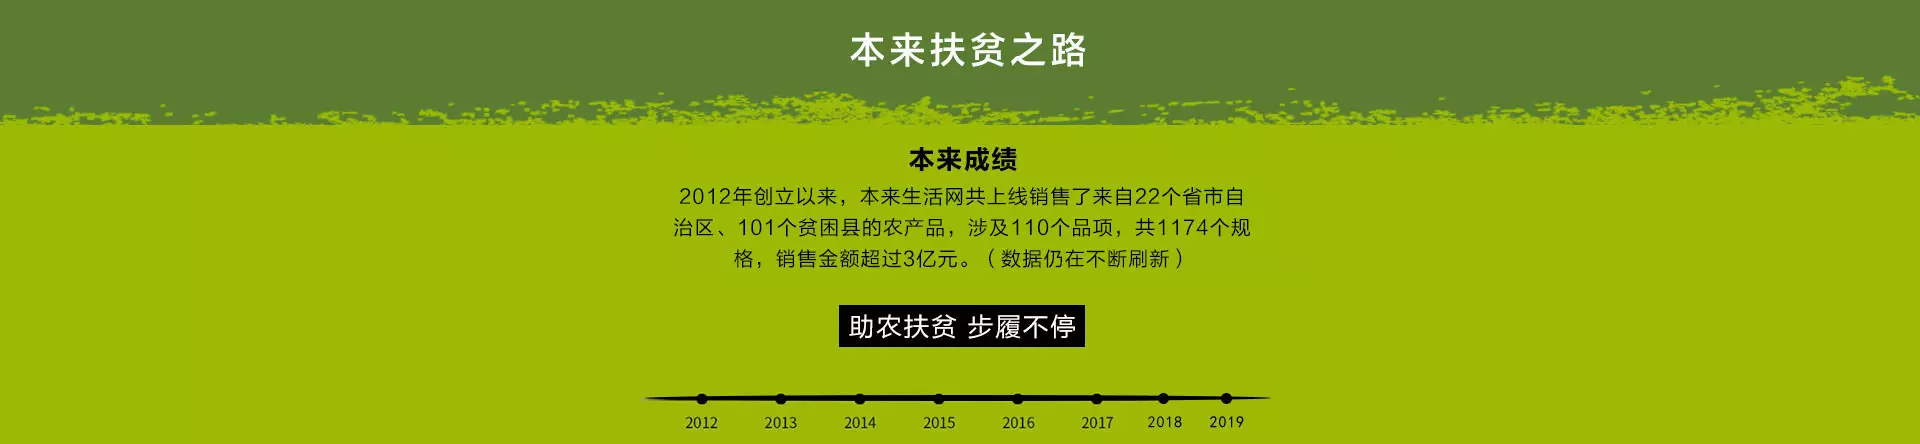 本来扶贫之路
本来成绩
2012年创立以来，本来生活网共上线销售了来自22个省市自
治区、101个贫困县的农产品，涉及110个品项，共1174个规
格，销售金额超过3亿元。（数据仍在不断刷新）
助农扶贫 步履不停
2012 2013 2014 2015 2016 2017 2018 2019